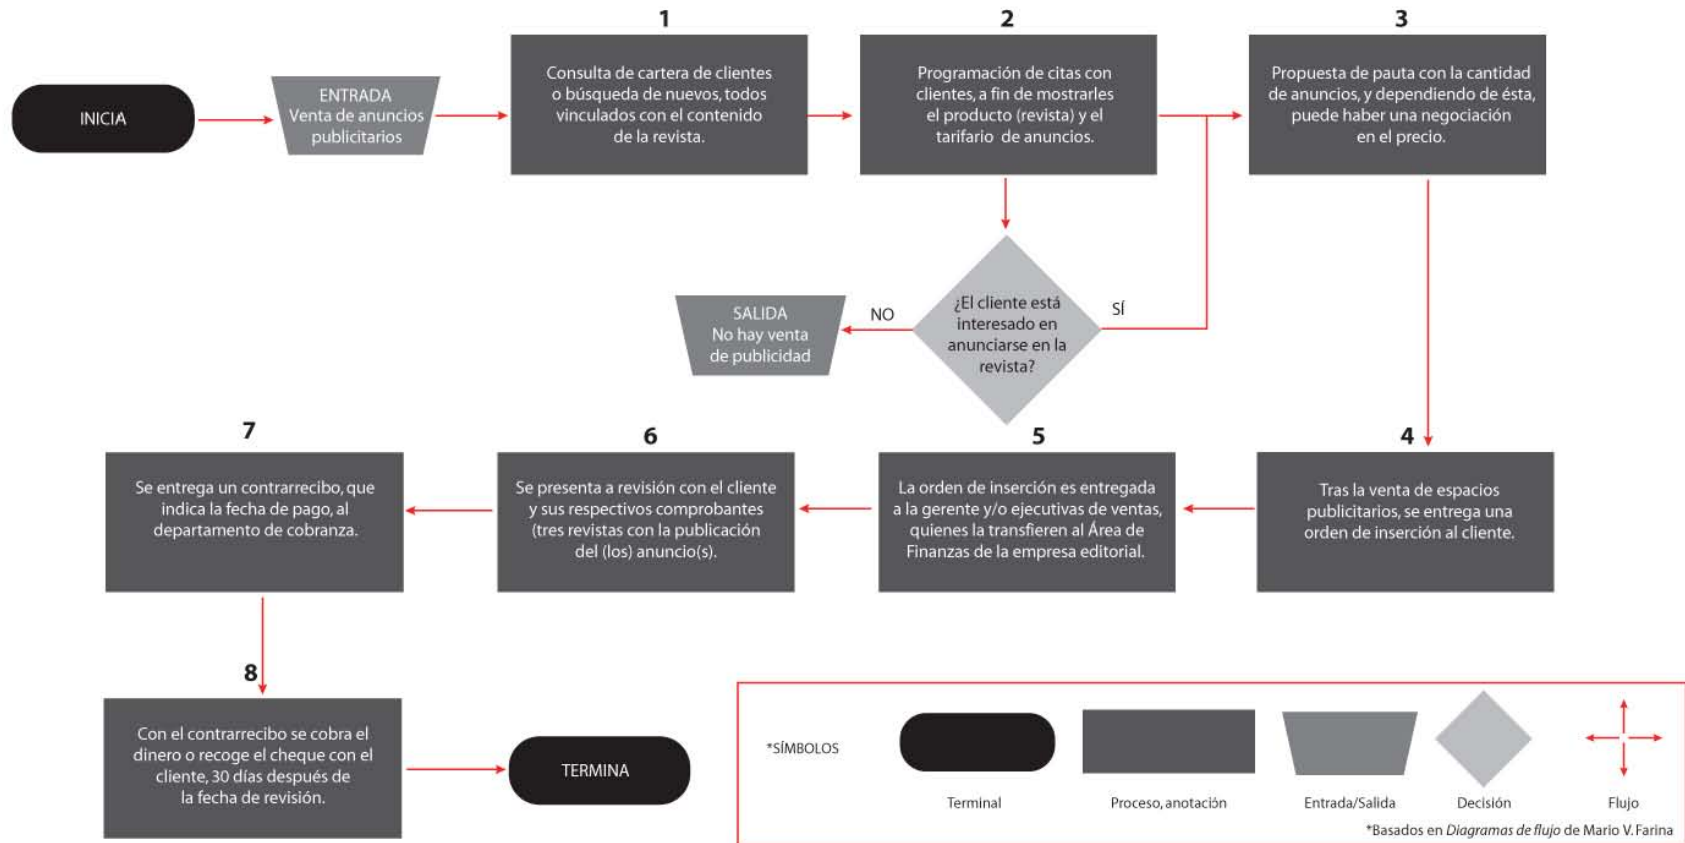 INICIA
ENTRADA
Venta de anuncios
publicitarios
1
Consulta de cartera de clientes
o búsqueda de nuevos, todos
vinculados con el contenido
de la revista.
2
Programación de citas con
clientes, a fin de mostrarles
el producto (revista) y el
tarifario de anuncios.
3
Propuesta de pauta con la cantidad
de anuncios, y dependiendo de ésta,
puede haber una negociación
en el precio.
¿El cliente está
interesado en
anunciarse en la
revista?
NO
SÍ
SALIDA
No hay venta
de publicidad
4
Tras la venta de espacios
publicitarios, se entrega una
orden de inserción al cliente.
5
La orden de inserción es entregada
a la gerente y/o ejecutivas de ventas,
quienes la transfieren al Área de
Finanzas de la empresa editorial.
6
Se presenta a revisión con el cliente
y sus respectivos comprobantes
(tres revistas con la publicación
del (los) anuncio(s).
7
Se entrega un contrarrecibo, que
indica la fecha de pago, al
departamento de cobranza.
8
Con el contrarrecibo se cobra el
dinero o recoge el cheque con el
cliente, 30 días después de
la fecha de revisión.
TERMINA
*SÍMBOLOS
Terminal
Proceso, anotación
Entrada/Salida
Decisión
Flujo
*Basados en Diagramas de flujo de Mario V. Farina